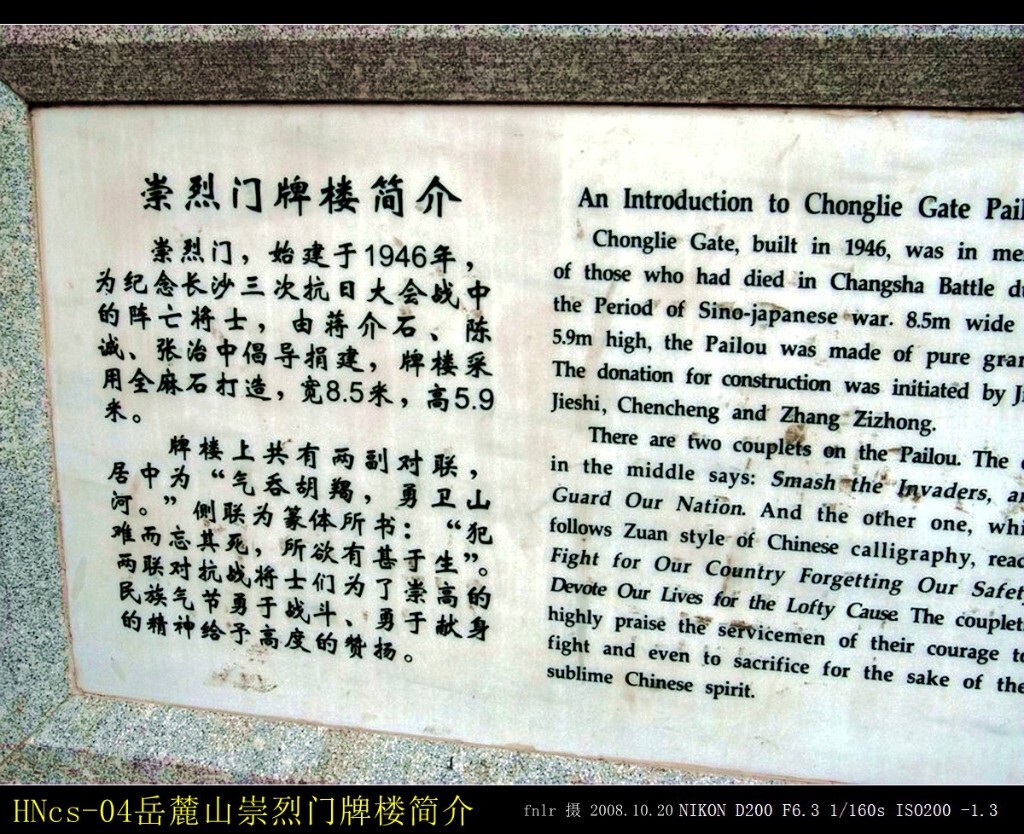 崇烈门牌楼简介
崇烈门，始建于1946年，
为纪念长沙三次抗日大会战中
的阵亡将士，由蒋介石、陈
诚、张治中倡导捐建，牌楼采
用全麻石打造，宽8.5米，高5.9
米。
牌楼上共有两副对联，
居中为“气吞胡羯，勇卫山
河。”侧联为篆体所书：“犯
难而忘其死，所欲有甚于生”。
两联对抗战将士们为了崇高的
民族气节勇于战斗、勇于献身
的精神给予高度的赞扬。
An Introduction to Chonglie Gate Pail
Chonglie Gate, built in 1946, was in me
of those who had died in Changsha Battle du
the Period of Sino-japanese war. 8.5m wide
5.9m high, the Pailou was made of pure gran
The donation for construction was initiated by Ji
Jieshi, Chencheng and Zhang Zizhong.
There are two couplets on the Pailou. The
in the middle says: Smash the Invaders, a
Guard Our Nation. And the other one, whi
follows Zuan style of Chinese calligraphy, read
Fight for Our Country Forgetting Our Safet
Devote Our Lives for the Lofty Cause. The couplet
highly praise the servicemen of their courage to
fight and even to sacrifice for the sake of the
sublime Chinese spirit.
HNcs-04岳麓山崇烈门牌楼简介 fnlr 摄 2008.10.20 NIKON D200 F6.3 1/160s ISO200 -1.3